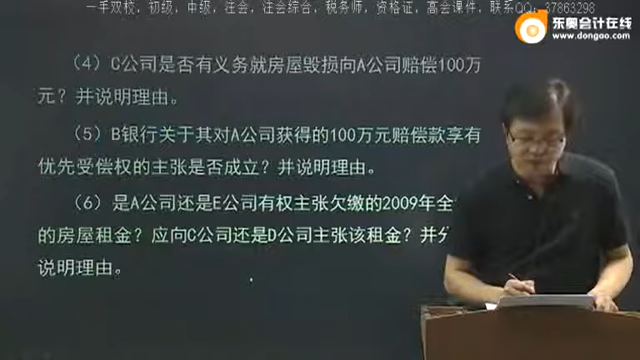 一手双校，初级，中级，注会，注会综合，税务师，资格证，高会课件，联系QQ：37863298
东奥会计在线
www.dongao.com
（4）C公司是否有义务就房屋毁损向A公司赔偿100万
元？并说明理由。
（5）B银行关于其对A公司获得的100万元赔偿款享有
优先受偿权的主张是否成立？并说明理由。
（6）是A公司还是E公司有权主张欠缴的2009年全
的房屋租金？应向C公司还是D公司主张该租金？并分
说明理由。